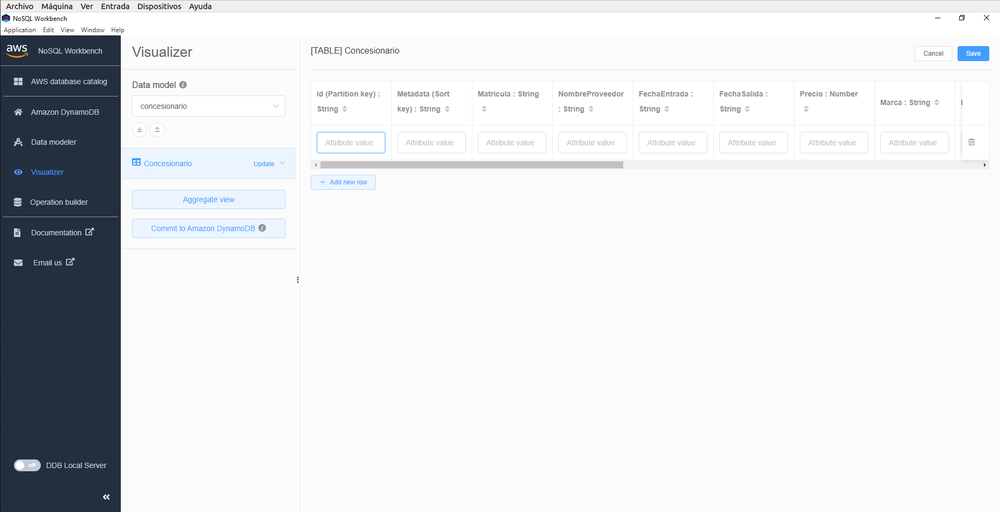 Archivo Máquina Ver Entrada Dispositivos Ayuda
NoSQL Workbench
Application Edit View Window Help
aws NoSQL Workbench
AWS database catalog
Amazon DynamoDB
Data modeler
Visualizer
Operation builder
Documentation
Email us
off DDB Local Server
Visualizer
Data model
concesionario
Concesionario Update
Aggregate view
Commit to Amazon DynamoDB
[TABLE] Concesionario
Cancel Save
Id (Partition key) :
String
Metadata (Sort
key) : String
Matricula : String
NombreProveedor
: String
FechaEntrada :
String
FechaSalida :
String
Precio : Number
Marca : String
Attribute value Attribute value Attribute value Attribute value Attribute value Attribute value Attribute value Attribute value
Add new row